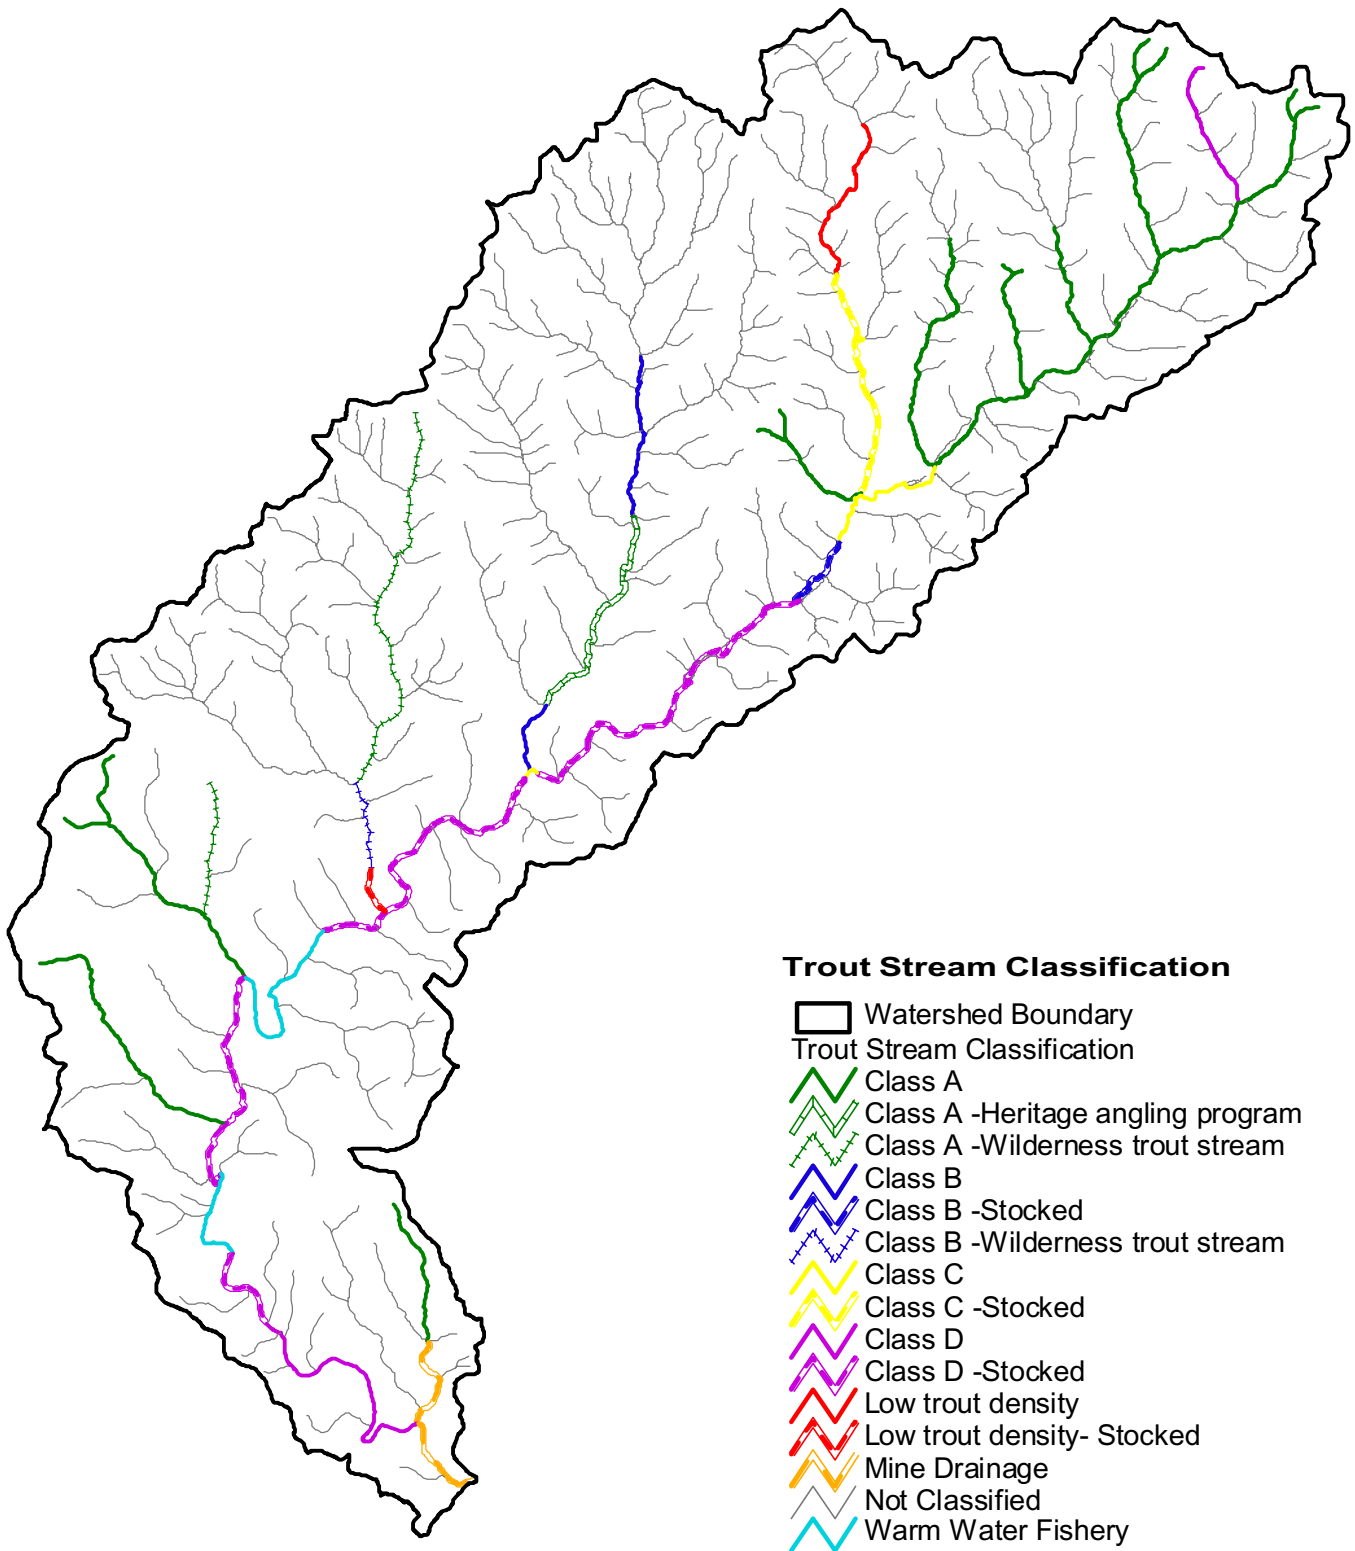 Trout Stream Classification
Watershed Boundary
Trout Stream Classification
Class A
Class A -Heritage angling program
Class A -Wilderness trout stream
Class B
Class B -Stocked
Class B -Wilderness trout stream
Class C
Class C -Stocked
Class D
Class D -Stocked
Low trout density
Low trout density- Stocked
Mine Drainage
Not Classified
Warm Water Fishery